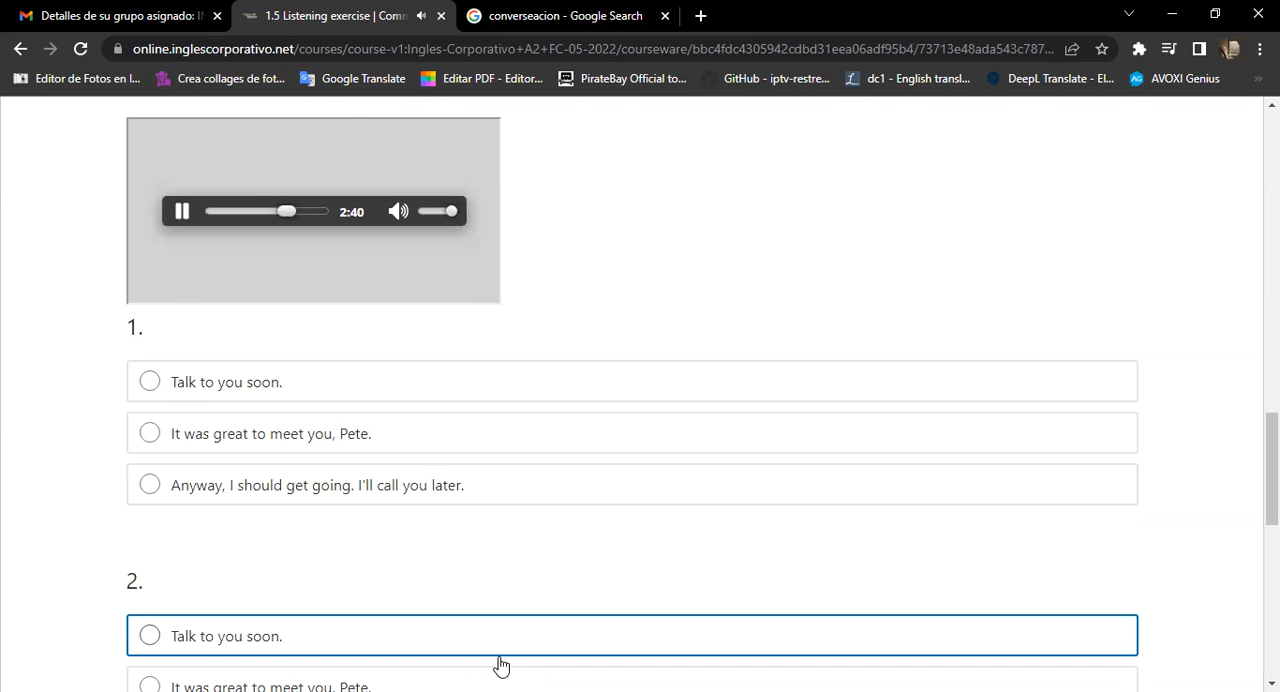 Detalles de su grupo asignado: I
1.5 Listening exercise | Com
converseacion - Google Search
online.inglescorporativo.net/courses/course-v1:Ingles-Corporativo+A2+FC-05-2022/courseware/bbc4fdc4305942cdbd31eea06adf95b4/73713e48ada543c787...
Editor de Fotos en l...
Crea collages de fot...
Google Translate
Editar PDF - Editor...
PirateBay Official to...
GitHub - iptv-restre...
dc1 - English transl...
DeepL Translate - El...
AVOXI Genius
2:40
1.
Talk to you soon.
It was great to meet you, Pete.
Anyway, I should get going. I'll call you later.
2.
Talk to you soon.
It was great to meet you, Pete.